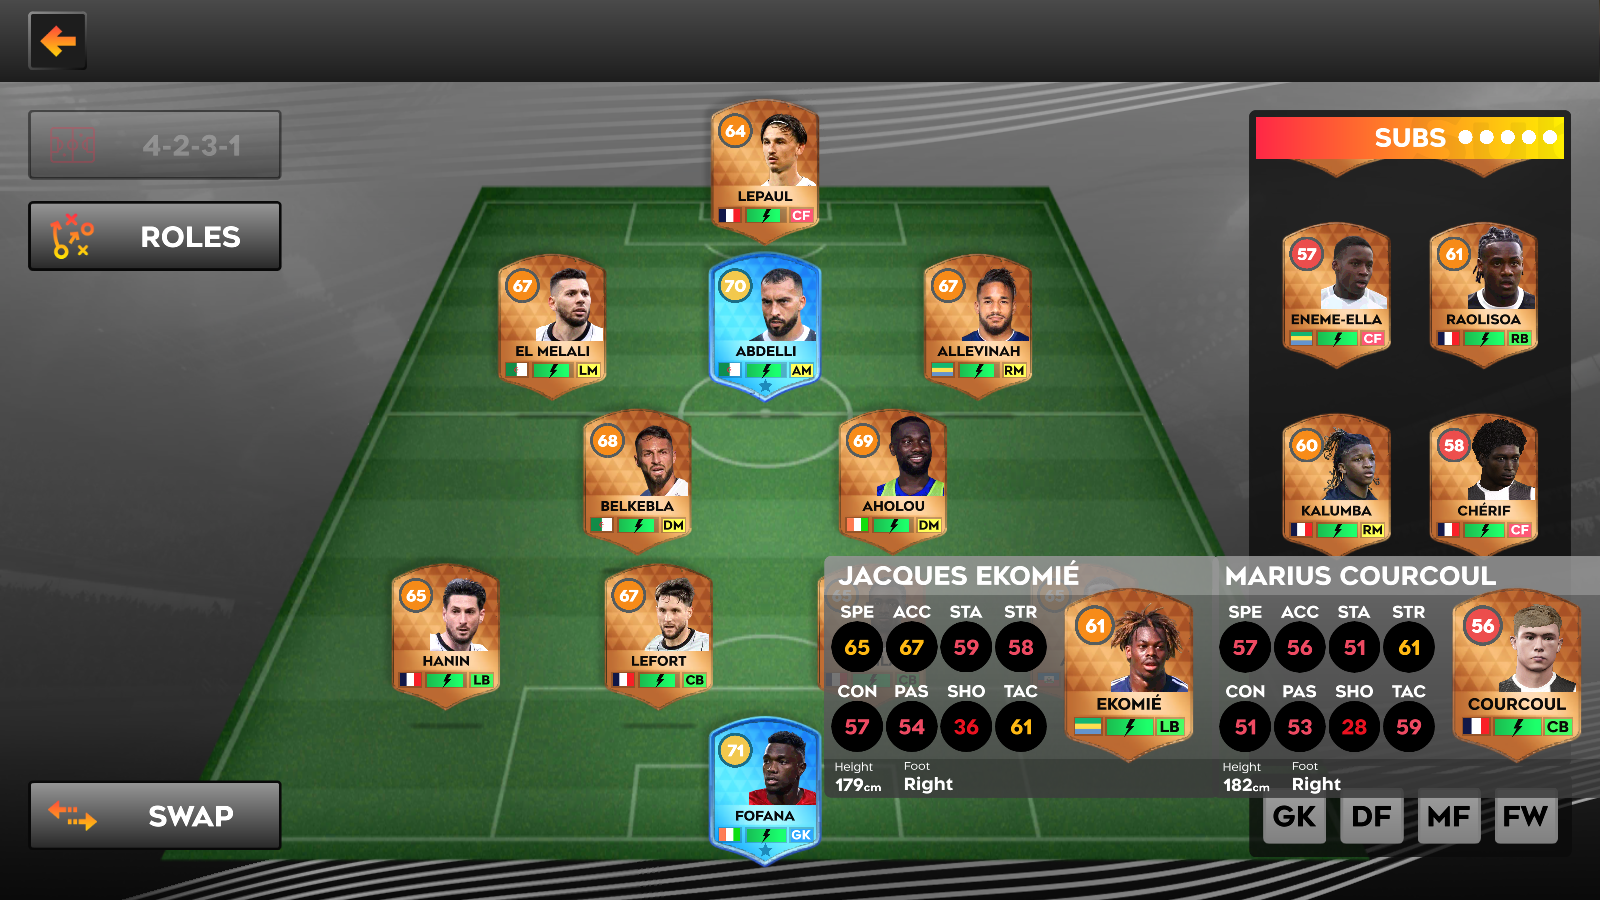 4-2-3-1
ROLES
SWAP
64
LEPAUL
CF
67
EL MELALI
LM
70
ABDELLI
AM
67
ALLEVINAH
RM
68
BELKEBLA
DM
69
AHOLOU
DM
65
HANIN
LB
67
LEFORT
CB
71
FOFANA
GK
SUBS
57
ENEME-ELLA
CF
61
RAOLISOA
RB
60
KALUMBA
RM
58
CHÉRIF
CF
JACQUES EKOMIÉ
SPE ACC STA STR
65 67 59 58
CON PAS SHO TAC
57 54 36 61
Height Foot
179cm Right
61
EKOMIÉ
LB
MARIUS COURCOUL
SPE ACC STA STR
57 56 51 61
CON PAS SHO TAC
51 53 28 59
Height Foot
182cm Right
56
COURCOUL
CB
65
65
CB
GK DF MF FW